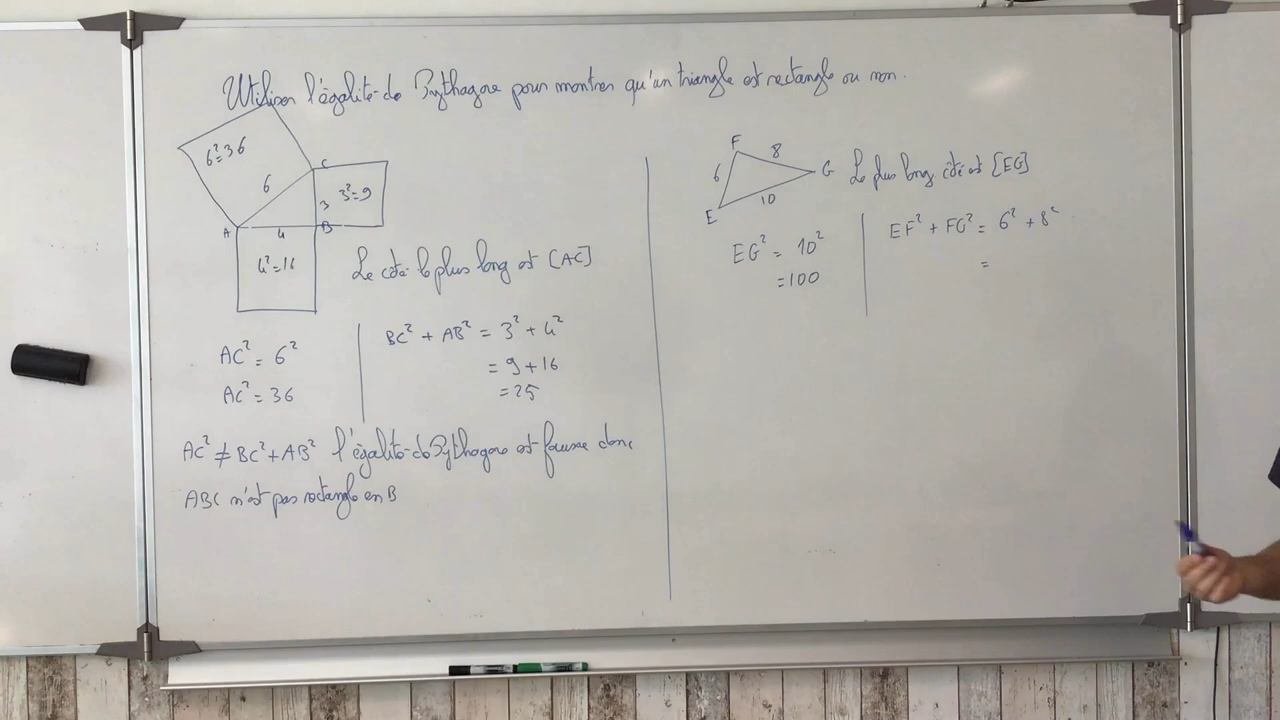 Utiliser l'égalité de Pythagore pour montrer qu'un triangle est rectangle ou non.
6²=36
C
6
3
3²=9
A
4
B
4²=16
Le côté le plus long est [AC]
AC² = 6²
AC² = 36
BC² + AB² = 3² + 4²
= 9 + 16
= 25
AC² ≠ BC² + AB² l'égalité de Pythagore est fausse donc
ABC n'est pas rectangle en B
F
8
6
G
E
10
Le plus long côté est [EG]
EG² = 10²
= 100
EF² + FG² = 6² + 8²
=